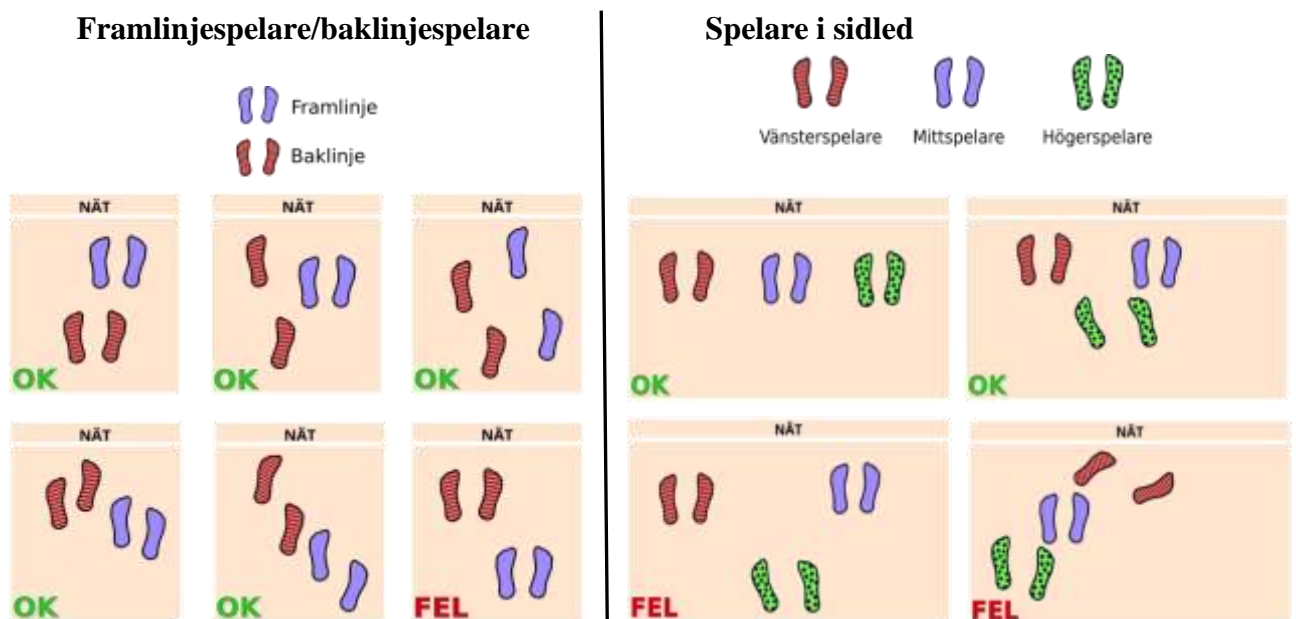 Framlinjespelare/baklinjespelare
Framlinje
Baklinje
NÄT
NÄT
NÄT
OK
OK
OK
NÄT
NÄT
NÄT
OK
OK
FEL
Spelare i sidled
Vänsterspelare
Mittspelare
Högerspelare
NÄT
NÄT
OK
OK
NÄT
NÄT
FEL
FEL